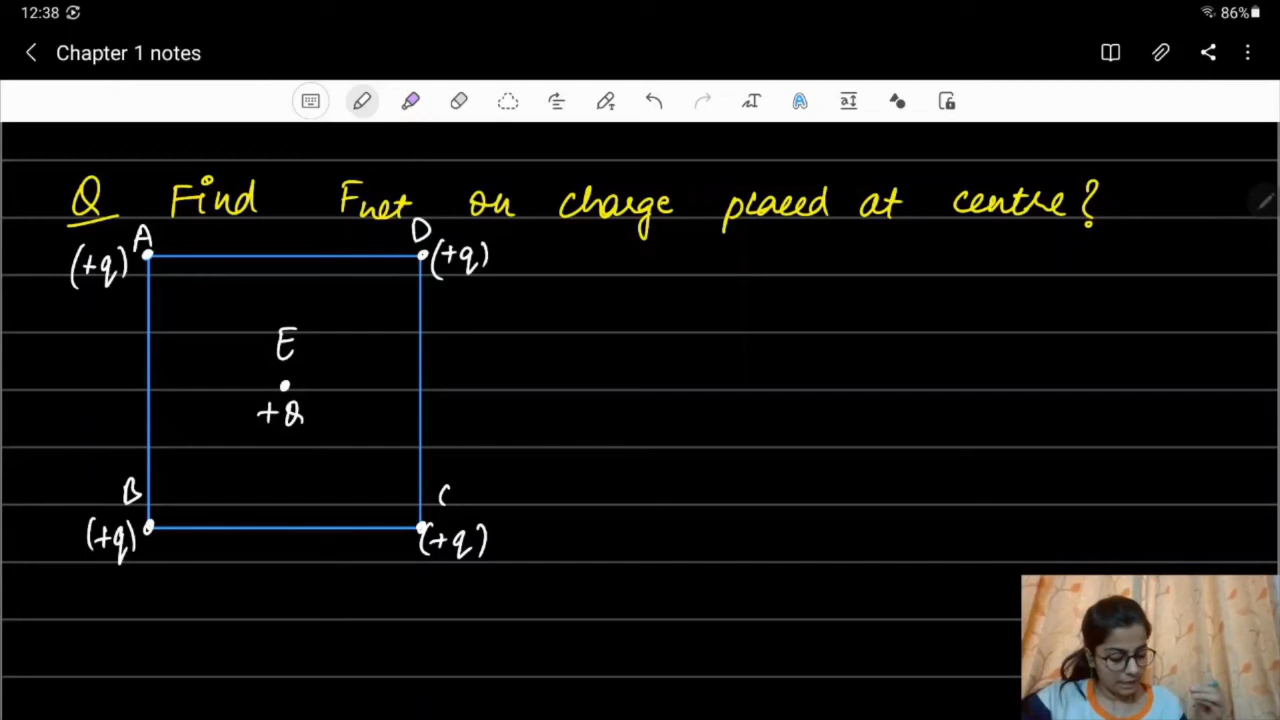 12:38 86%
Chapter 1 notes
Q Find Fnet on charge placed at centre?
A D
(+q) (+q)
E
+Q
B C
(+q) (+q)